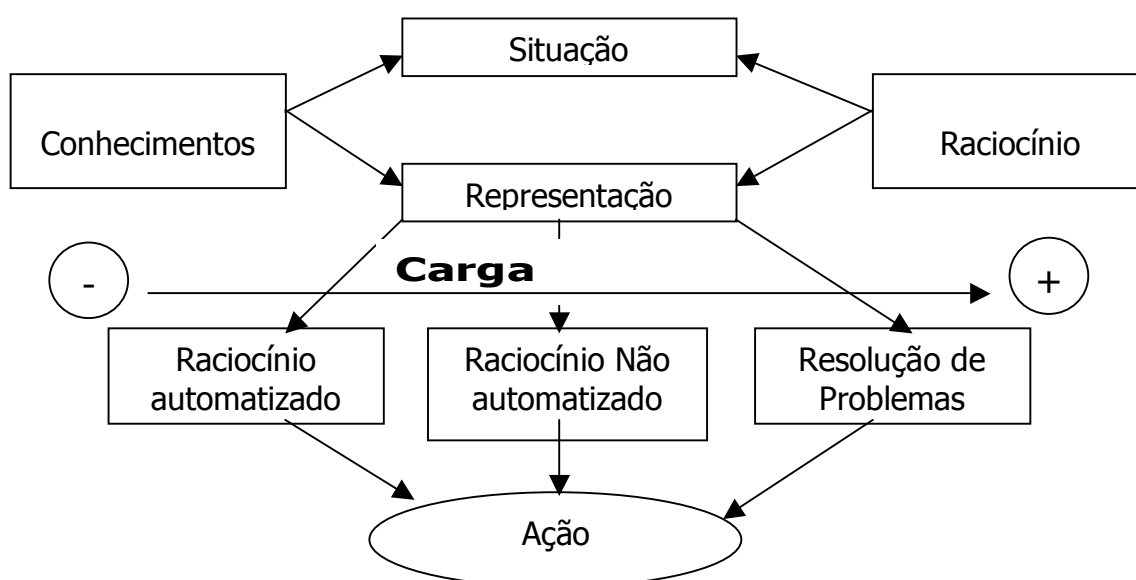 Situação
Conhecimentos
Raciocínio
Representação
Carga
-
+
Raciocínio
automatizado
Raciocínio Não
automatizado
Resolução de
Problemas
Ação